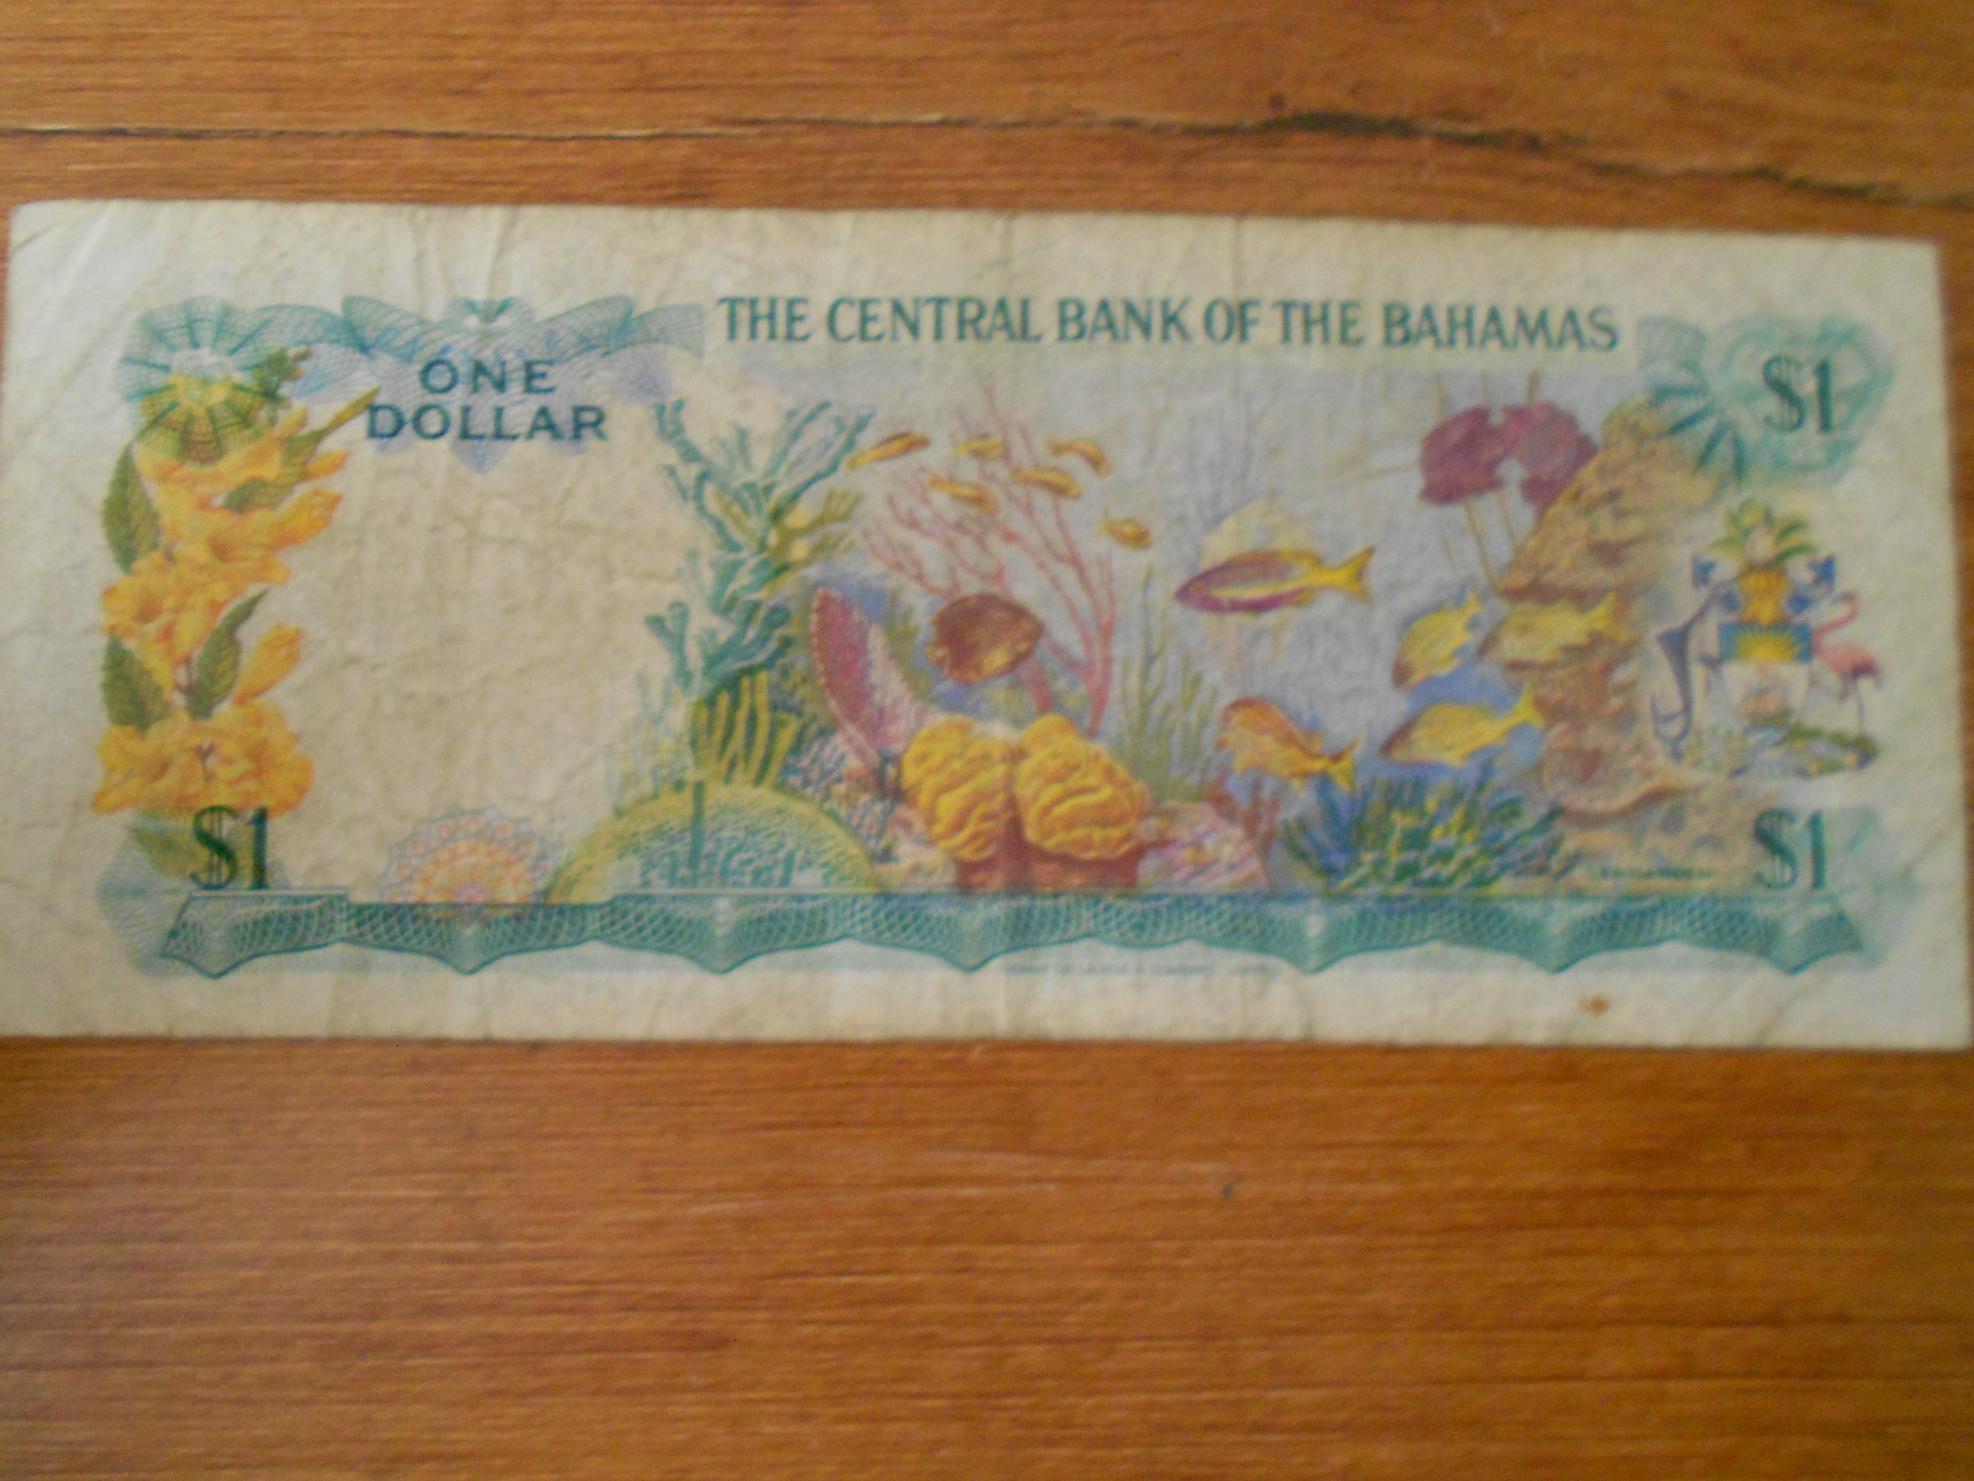 THE CENTRAL BANK OF THE BAHAMAS
ONE
DOLLAR
$1
$1
$1